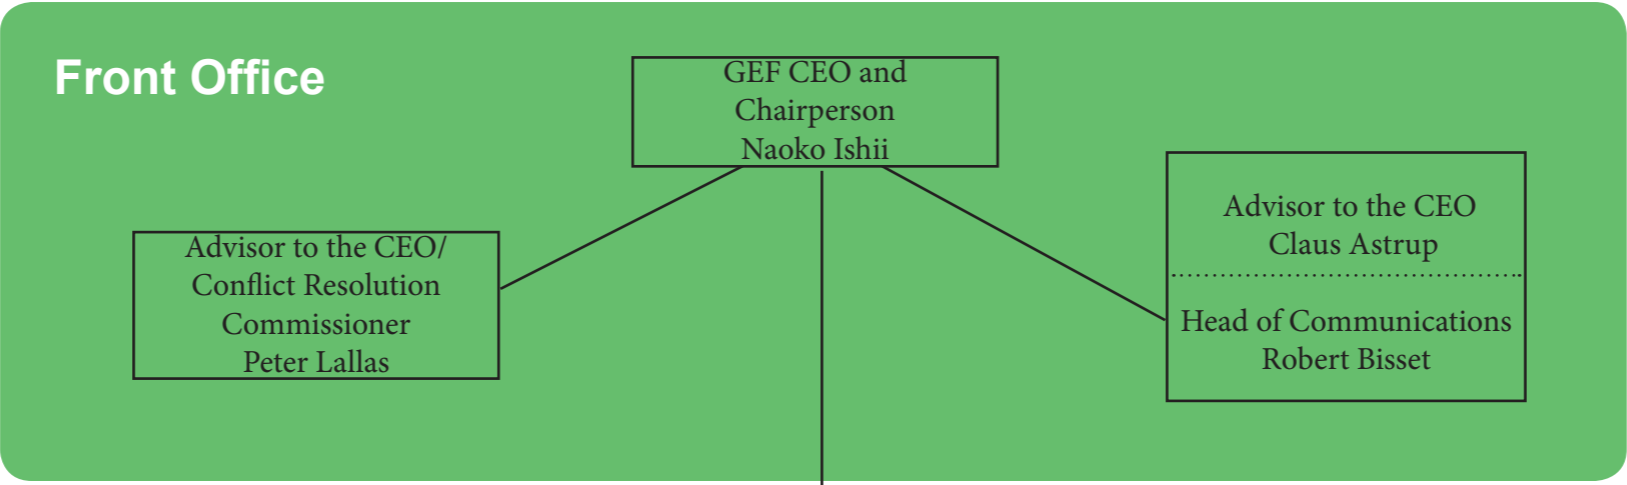 Front Office
GEF CEO and
Chairperson
Naoko Ishii
Advisor to the CEO/
Conflict Resolution
Commissioner
Peter Lallas
Advisor to the CEO
Claus Astrup
Head of Communications
Robert Bisset